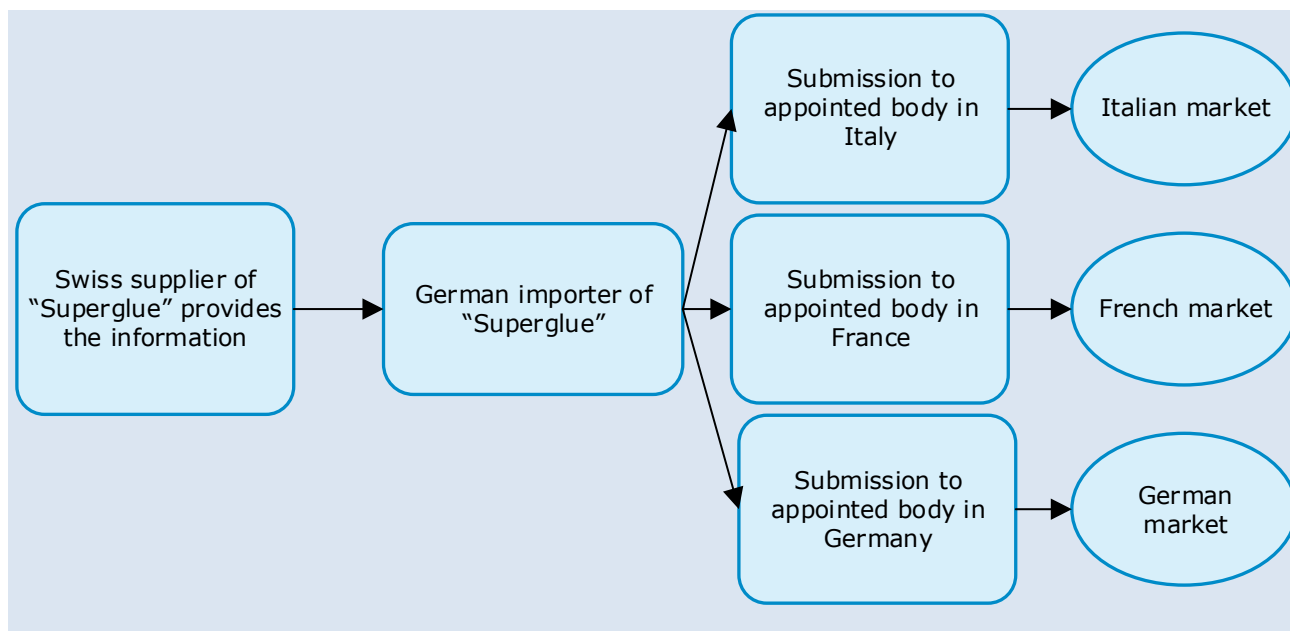 Swiss supplier of
“Superglue” provides
the information
German importer of
“Superglue”
Submission to
appointed body in
Italy
Italian market
Submission to
appointed body in
France
French market
Submission to
appointed body in
Germany
German
market